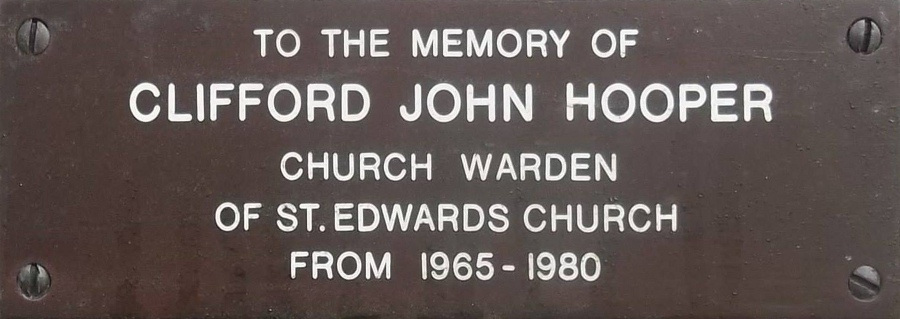 TO THE MEMORY OF
CLIFFORD JOHN HOOPER
CHURCH WARDEN
OF ST. EDWARDS CHURCH
FROM 1965 - 1980